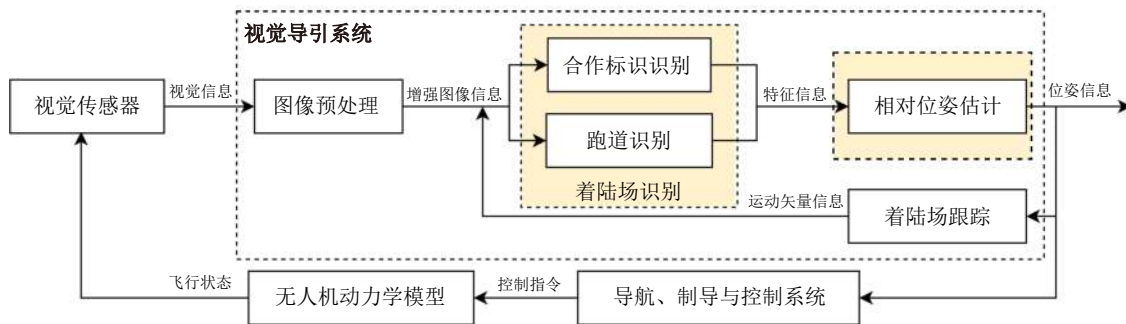 视觉导引系统
视觉传感器
视觉信息
图像预处理
增强图像信息
合作标识识别
跑道识别
着陆场识别
特征信息
相对位姿估计
位姿信息
运动矢量信息
着陆场跟踪
飞行状态
无人机动力学模型
控制指令
导航、制导与控制系统